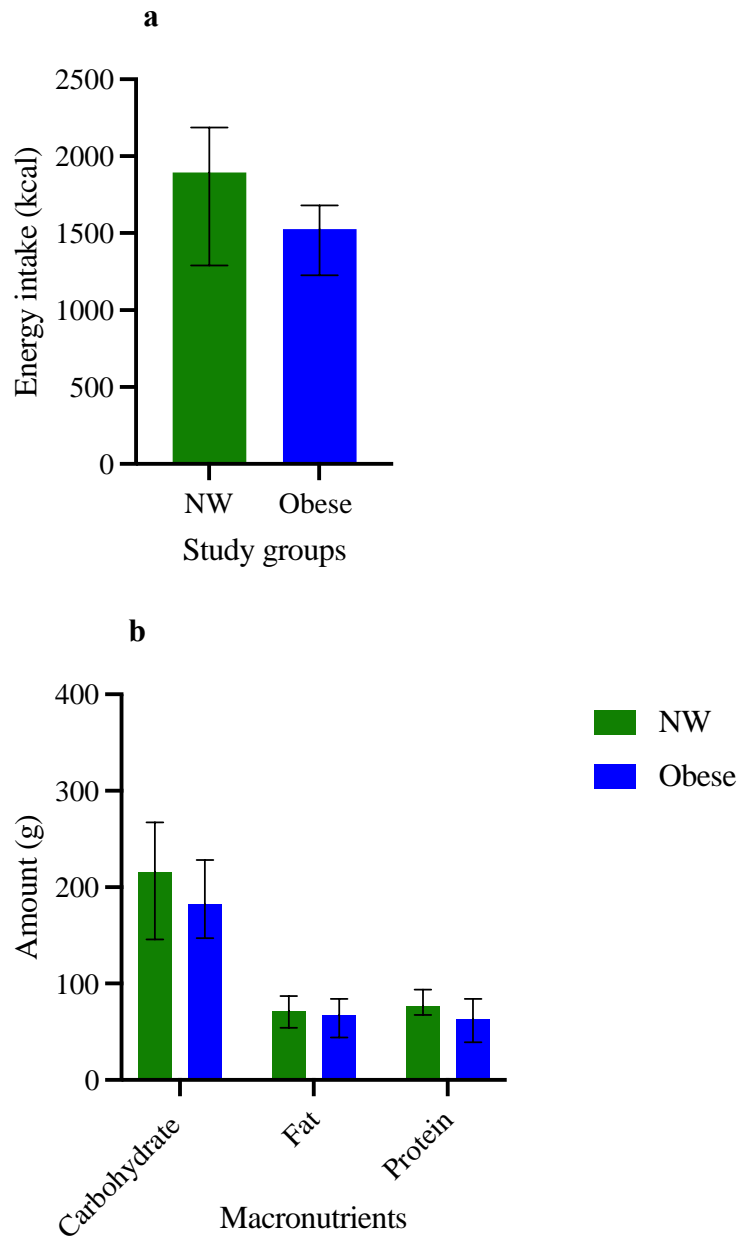 a
Energy intake (kcal)
2500
2000
1500
1000
500
0
NW Obese
Study groups
b
Amount (g)
400
300
200
100
0
Carbohydrate
Fat
Protein
Macronutrients
NW
Obese